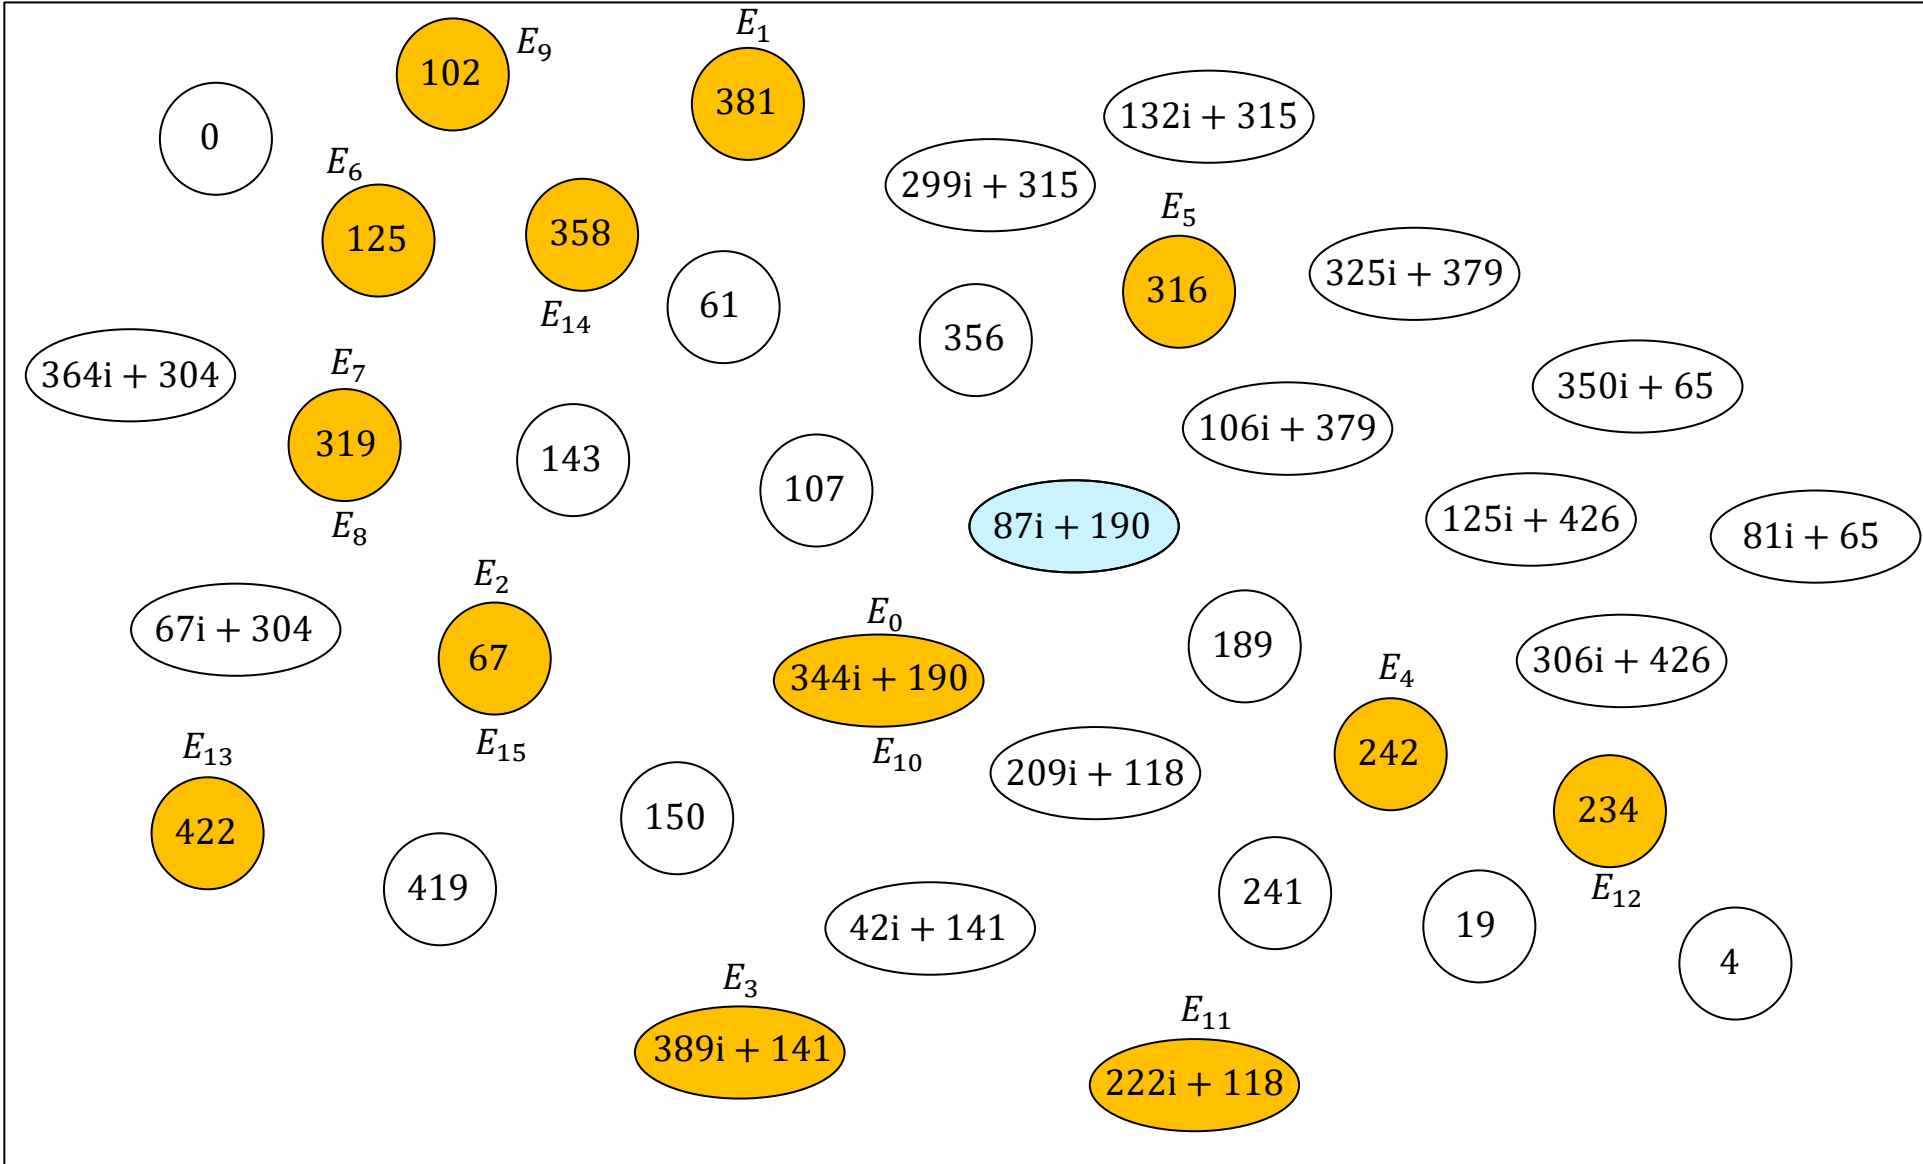 E₁
E₉
102
381
132i + 315
0
E₆
299i + 315
E₅
125
358
325i + 379
316
61
E₁₄
356
E₇
364i + 304
350i + 65
106i + 379
319
143
107
87i + 190
125i + 426
81i + 65
E₈
E₂
E₀
67i + 304
67
189
344i + 190
E₄
306i + 426
E₁₃
E₁₅
E₁₀
209i + 118
242
234
422
150
419
241
E₁₂
42i + 141
19
4
E₃
E₁₁
389i + 141
222i + 118